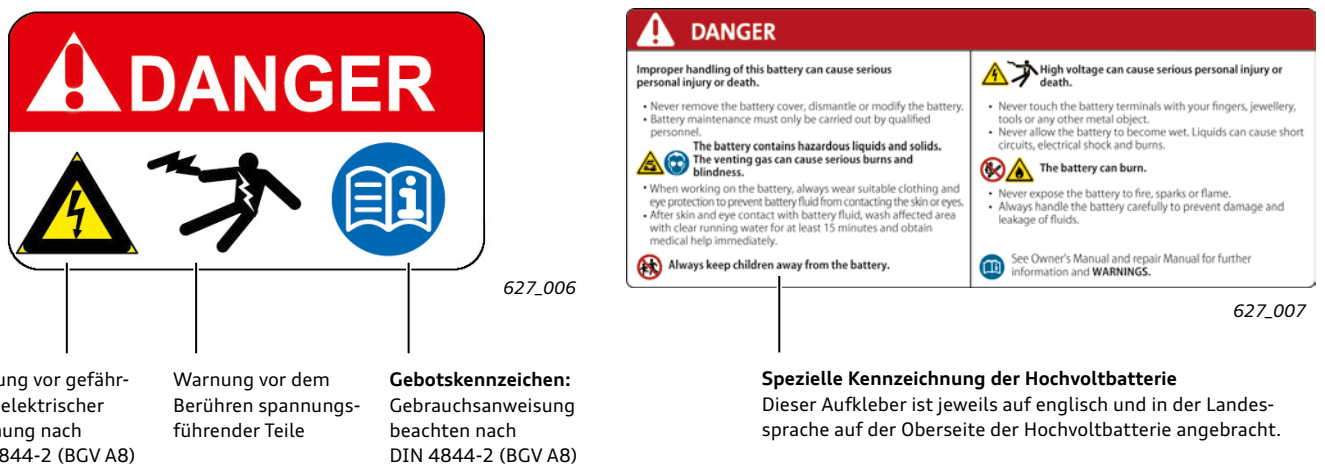 DANGER
627_006
ung vor gefähr-
elektrischer
ung nach
844-2 (BGV A8)
Warnung vor dem
Berühren spannungs-
führender Teile
Gebotskennzeichen:
Gebrauchsanweisung
beachten nach
DIN 4844-2 (BGV A8)
DANGER
Improper handling of this battery can cause serious
personal injury or death.
• Never remove the battery cover, dismantle or modify the battery.
• Battery maintenance must only be carried out by qualified
personnel.
The battery contains hazardous liquids and solids.
The venting gas can cause serious burns and
blindness.
• When working on the battery, always wear suitable clothing and
eye protection to prevent battery fluid from contacting the skin or eyes.
• After skin and eye contact with battery fluid, wash affected area
with clear running water for at least 15 minutes and obtain
medical help immediately.
Always keep children away from the battery.
High voltage can cause serious personal injury or
death.
• Never touch the battery terminals with your fingers, jewellery,
tools or any other metal object.
• Never allow the battery to become wet. Liquids can cause short
circuits, electrical shock and burns.
The battery can burn.
• Never expose the battery to fire, sparks or flame.
• Always handle the battery carefully to prevent damage and
leakage of fluids.
See Owner's Manual and repair Manual for further
information and WARNINGS.
627_007
Spezielle Kennzeichnung der Hochvoltbatterie
Dieser Aufkleber ist jeweils auf englisch und in der Landes-
sprache auf der Oberseite der Hochvoltbatterie angebracht.